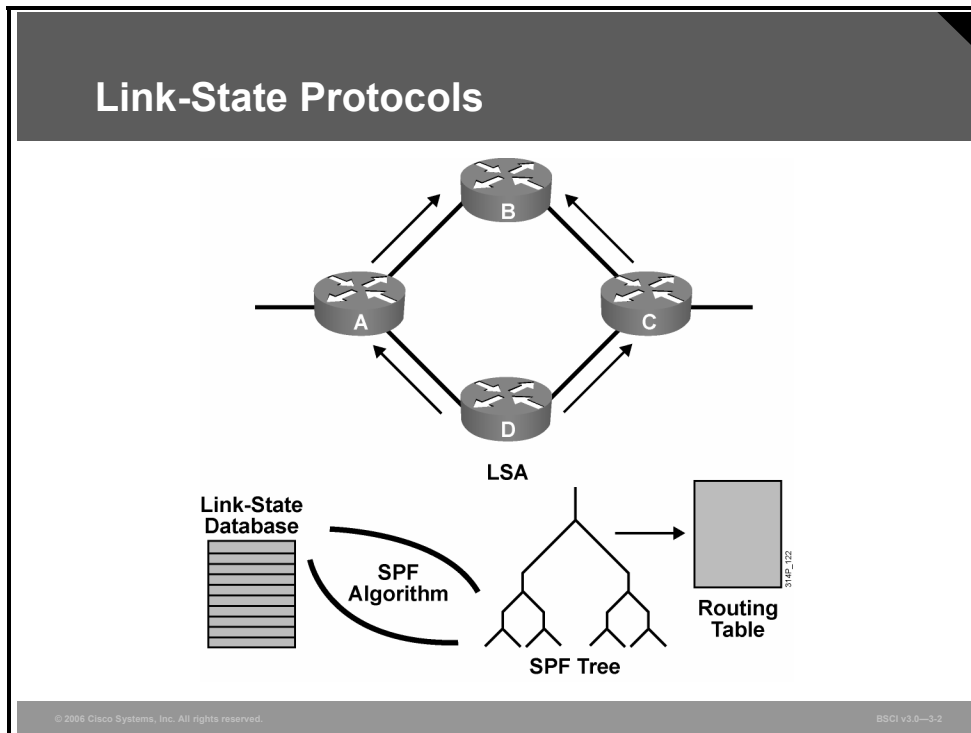 Link-State Protocols
B
A
C
D
LSA
Link-State
Database
SPF
Algorithm
SPF Tree
314P_122
Routing
Table
© 2006 Cisco Systems, Inc. All rights reserved.
BSCI v3.0—3-2